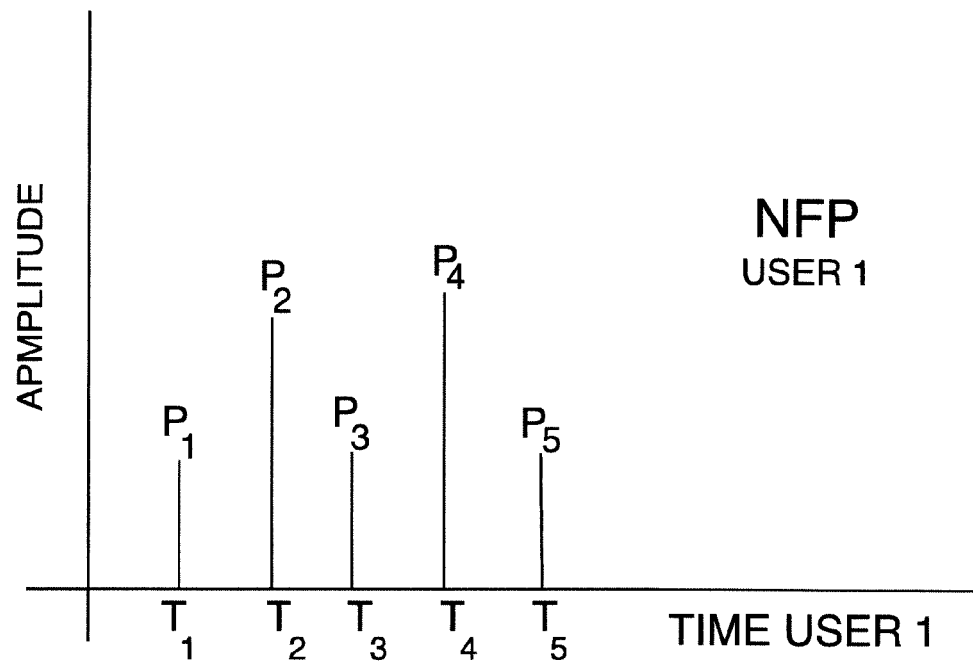 APMPLITUDE
NFP
USER 1
P1
P2
P3
P4
P5
T1 T2 T3 T4 T5
TIME USER 1